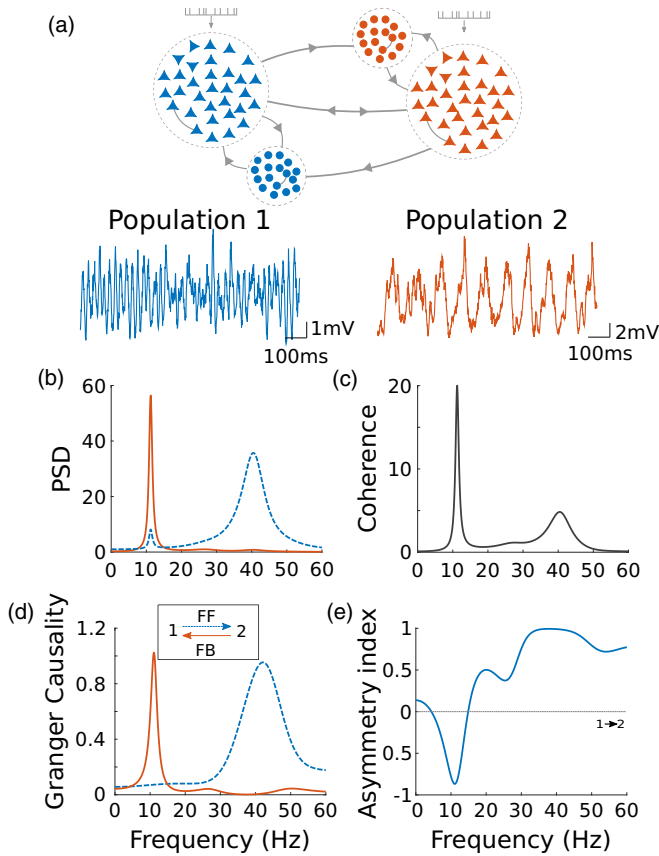 (a)
Population 1
Population 2
1mV
100ms
2mV
100ms
(b)
PSD
60
40
20
0
0 10 20 30 40 50 60
(c)
Coherence
20
10
0
0 10 20 30 40 50 60
(d)
Granger Causality
1.2
0.8
0.4
0
FF
1 2
FB
0 10 20 30 40 50 60
Frequency (Hz)
(e)
Asymmetry index
1
0.5
0
0.5
-1
1→2
0 10 20 30 40 50 60
Frequency (Hz)